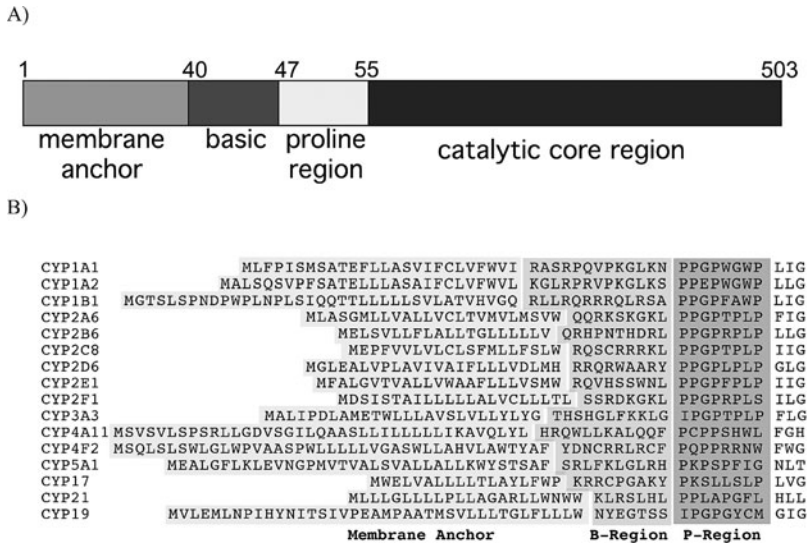 A)
1 40 47 55 503
membrane anchor basic proline region catalytic core region
B)
CYP1A1 MLFPISMSATEFLLASVIFCLVFWVI RASRPQVPKGLKN PPGPWGWP LIG
CYP1A2 MALSQSVPFSATELLLASAIFCLVFWVL KGLRPRVPKGLKS PPEPWGWP LLG
CYP1B1 MGTSLSPNDPWPLNPLSIQQTTLLLLLSVLATVHVGQ RLLRQRRRQLRSA PPGPFAWP LIG
CYP2A6 MLASGMLLVALLVCLTVMVLMSVW QQRKSKGKL PPGPTPLP FIG
CYP2B6 MELSVLLFLALLTGLLLLLV QRHPNTHDRL PPGPRPLP LLG
CYP2C8 MEPFVVLVLCLSFMLLFSLW RQSCRRRKL PPGPTPLP IIG
CYP2D6 MGLEALVPLAVIVAIFLLLVDLMH RRQRWAARY PPGPLPLP GLG
CYP2E1 MFALGVTVALLVWAAFLLLVSMW RQVHSSWNL PPGPFPLP IIG
CYP2F1 MDSISTAILLLLLALVCLLLTL SSRDKGKL PPGPRPLS ILG
CYP3A3 MALIPDLAMETWLLLAVSLVLLYLYG THSHGLFKKLG IPGPTPLP FLG
CYP4A11 MSVSVLSPSRLLGDVSGILQAASLLILLLLLIKAVQLYL HRQWLLKALQQF PCPPSHWL FGH
CYP4F2 MSQLSLSWLGLWPVAASPWLLLLLVGASWLLAHVLAWTYAF YDNCRRLRCF PQPPRRNW FWG
CYP5A1 MEALGFLKLEVNGPMVTVALSVALLALLKWYSTSAF SRLFKLGLRH PKPSPFIG NLT
CYP17 MWELVALLLLTLAYLFWP KRRCPGAKY PKSLLSLP LVG
CYP21 MLLLGLLLLPLLAGARLLWNWW KLRSLHL PPLAPGFL HLL
CYP19 MVLEMLNPIHYNITSIVPEAMPAATMSVLLLTGLFLLLW NYEGTSS IPGPGYCM GIG
Membrane Anchor B-Region P-Region